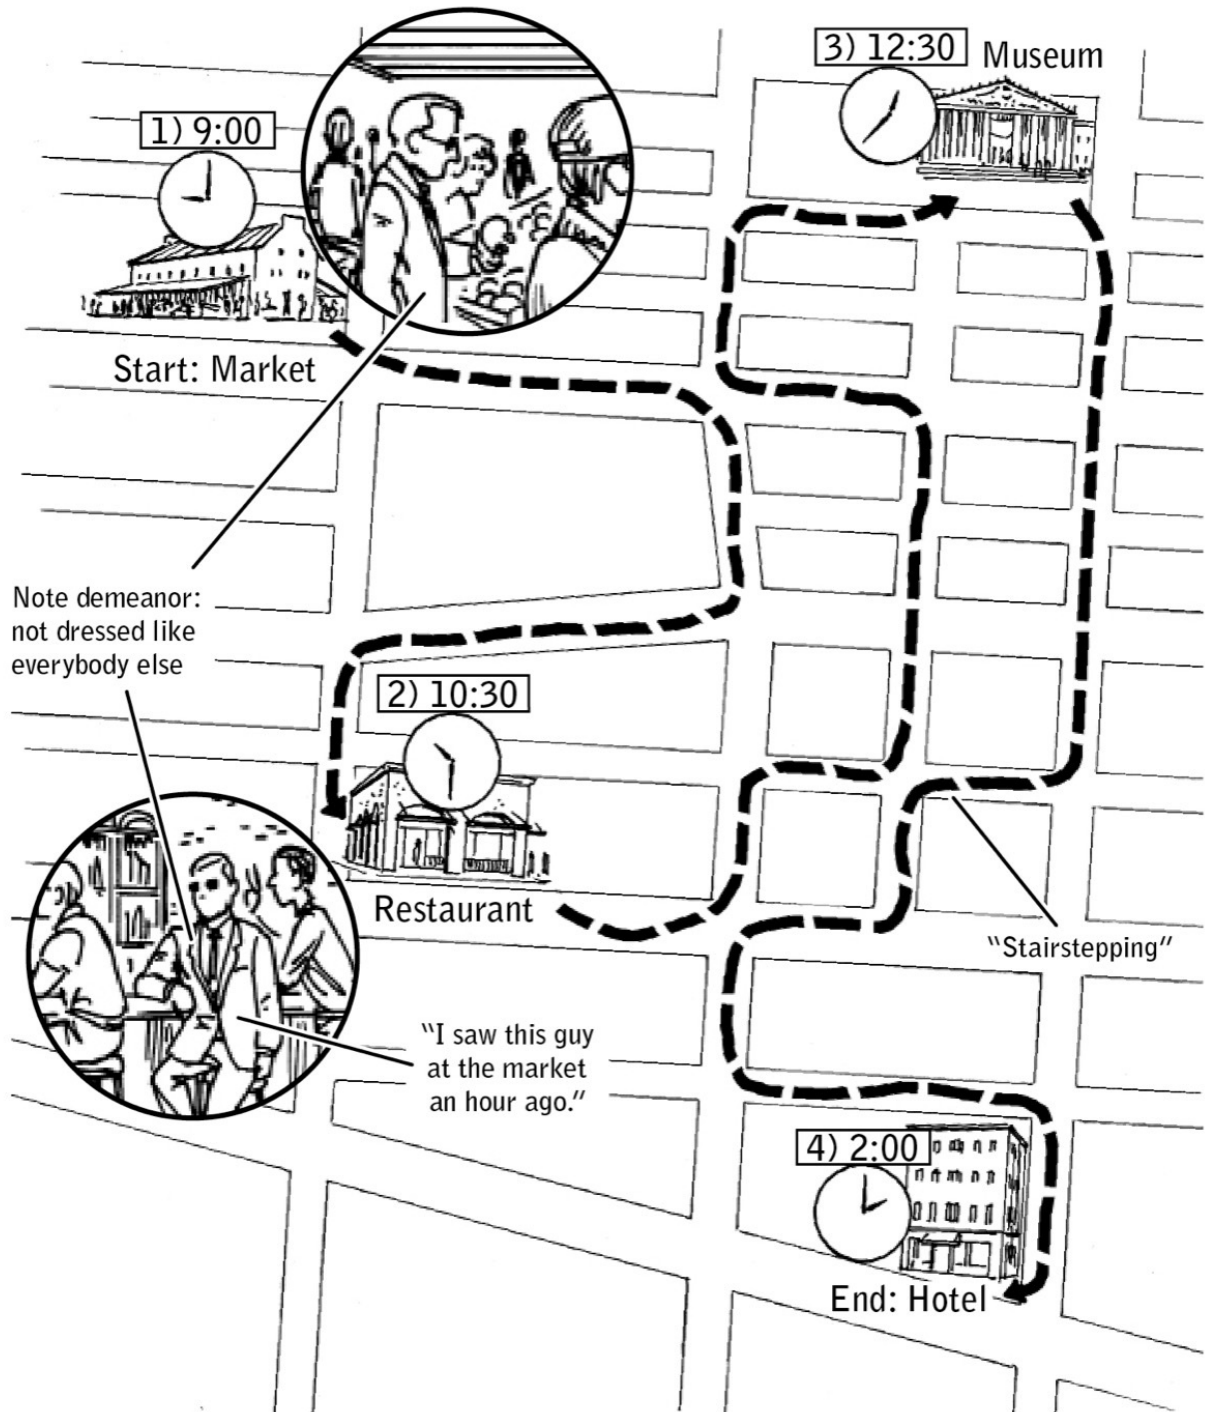 3) 12:30
Museum
1) 9:00
Start: Market
Note demeanor:
not dressed like
everybody else
2) 10:30
Restaurant
"Stairstepping"
"I saw this guy
at the market
an hour ago."
4) 2:00
End: Hotel